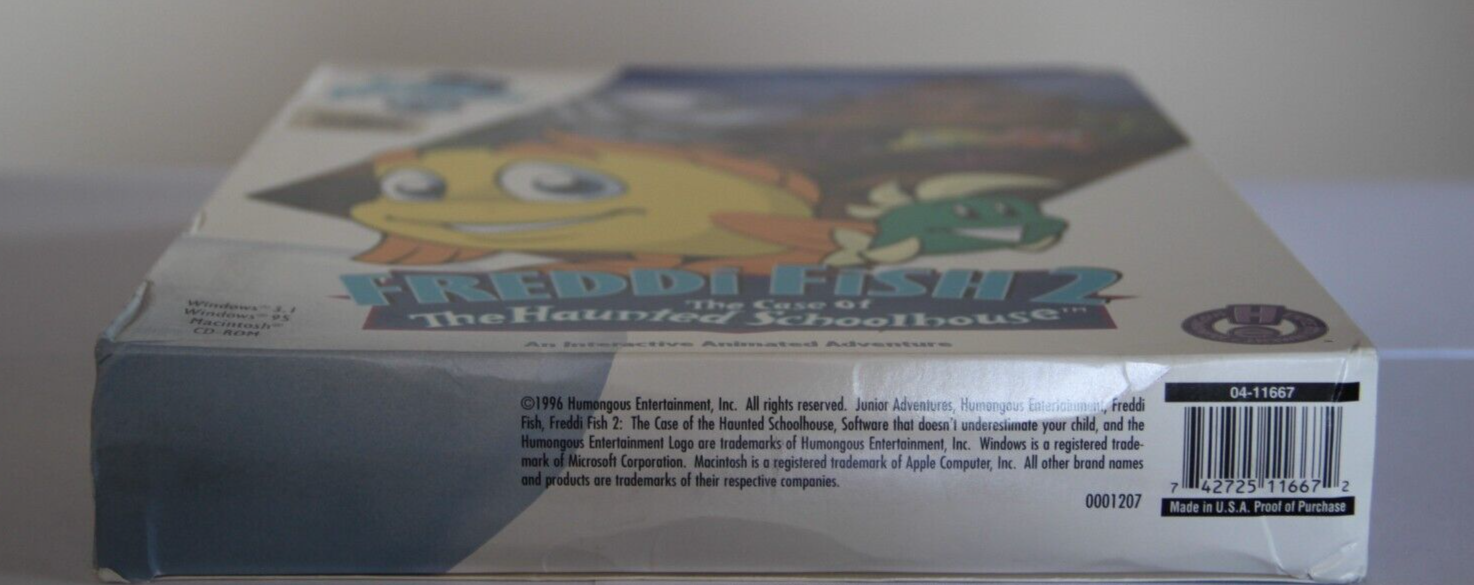 Windows™ 3.1
Windows™ 95
Macintosh™
CD-ROM
FREDDi FiSH 2
The Case Of
The Haunted Schoolhouse™
An Interactive Animated Adventure
H
©1996 Humongous Entertainment, Inc. All rights reserved. Junior Adventures, Humongous Entertainment, Freddi
Fish, Freddi Fish 2: The Case of the Haunted Schoolhouse, Software that doesn't underestimate your child, and the
Humongous Entertainment Logo are trademarks of Humongous Entertainment, Inc. Windows is a registered trade-
mark of Microsoft Corporation. Macintosh is a registered trademark of Apple Computer, Inc. All other brand names
and products are trademarks of their respective companies.
0001207
04-11667
7 42725 11667 2
Made in U.S.A. Proof of Purchase